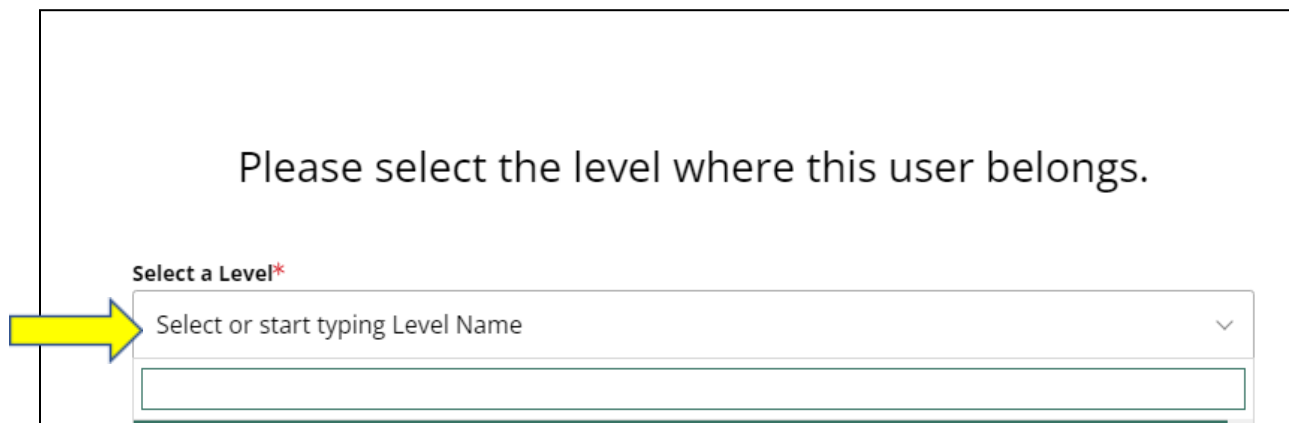 Please select the level where this user belongs.
Select a Level*
Select or start typing Level Name